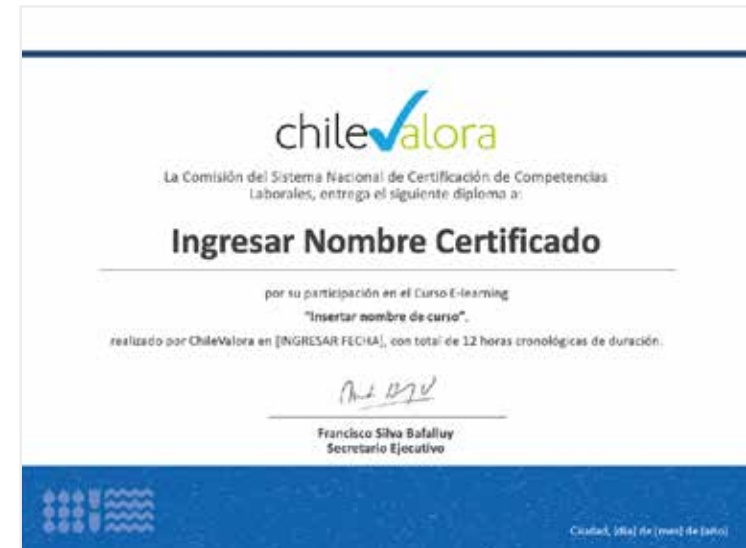 chilevalora
La Comisión del Sistema Nacional de Certificación de Competencias
Laborales, entrega el siguiente diploma a:
Ingresar Nombre Certificado
por su participación en el Curso E-learning
"Insertar nombre de curso".
realizado por ChileValora en [INGRESAR FECHA], con total de 12 horas cronológicas de duración.
Francisco Silva Bafalluy
Secretario Ejecutivo
Ciudad, (día) de (mes) de (año)